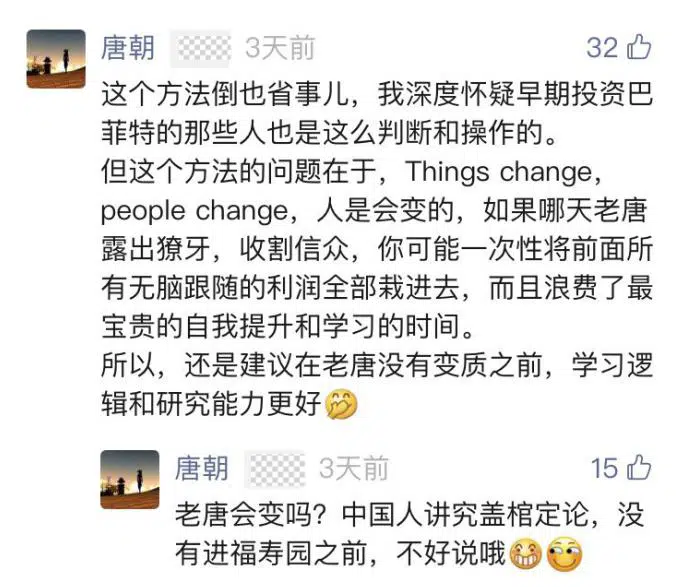 唐朝 3天前 32
这个方法倒也省事儿，我深度怀疑早期投资巴
菲特的那些人也是这么判断和操作的。
但这个方法的问题在于，Things change，
people change，人是会变的，如果哪天老唐
露出獠牙，收割信众，你可能一次性将前面所
有无脑跟随的利润全部栽进去，而且浪费了最
宝贵的自我提升和学习的时间。
所以，还是建议在老唐没有变质之前，学习逻
辑和研究能力更好
唐朝 3天前 15
老唐会变吗？中国人讲究盖棺定论，没
有进福寿园之前，不好说哦